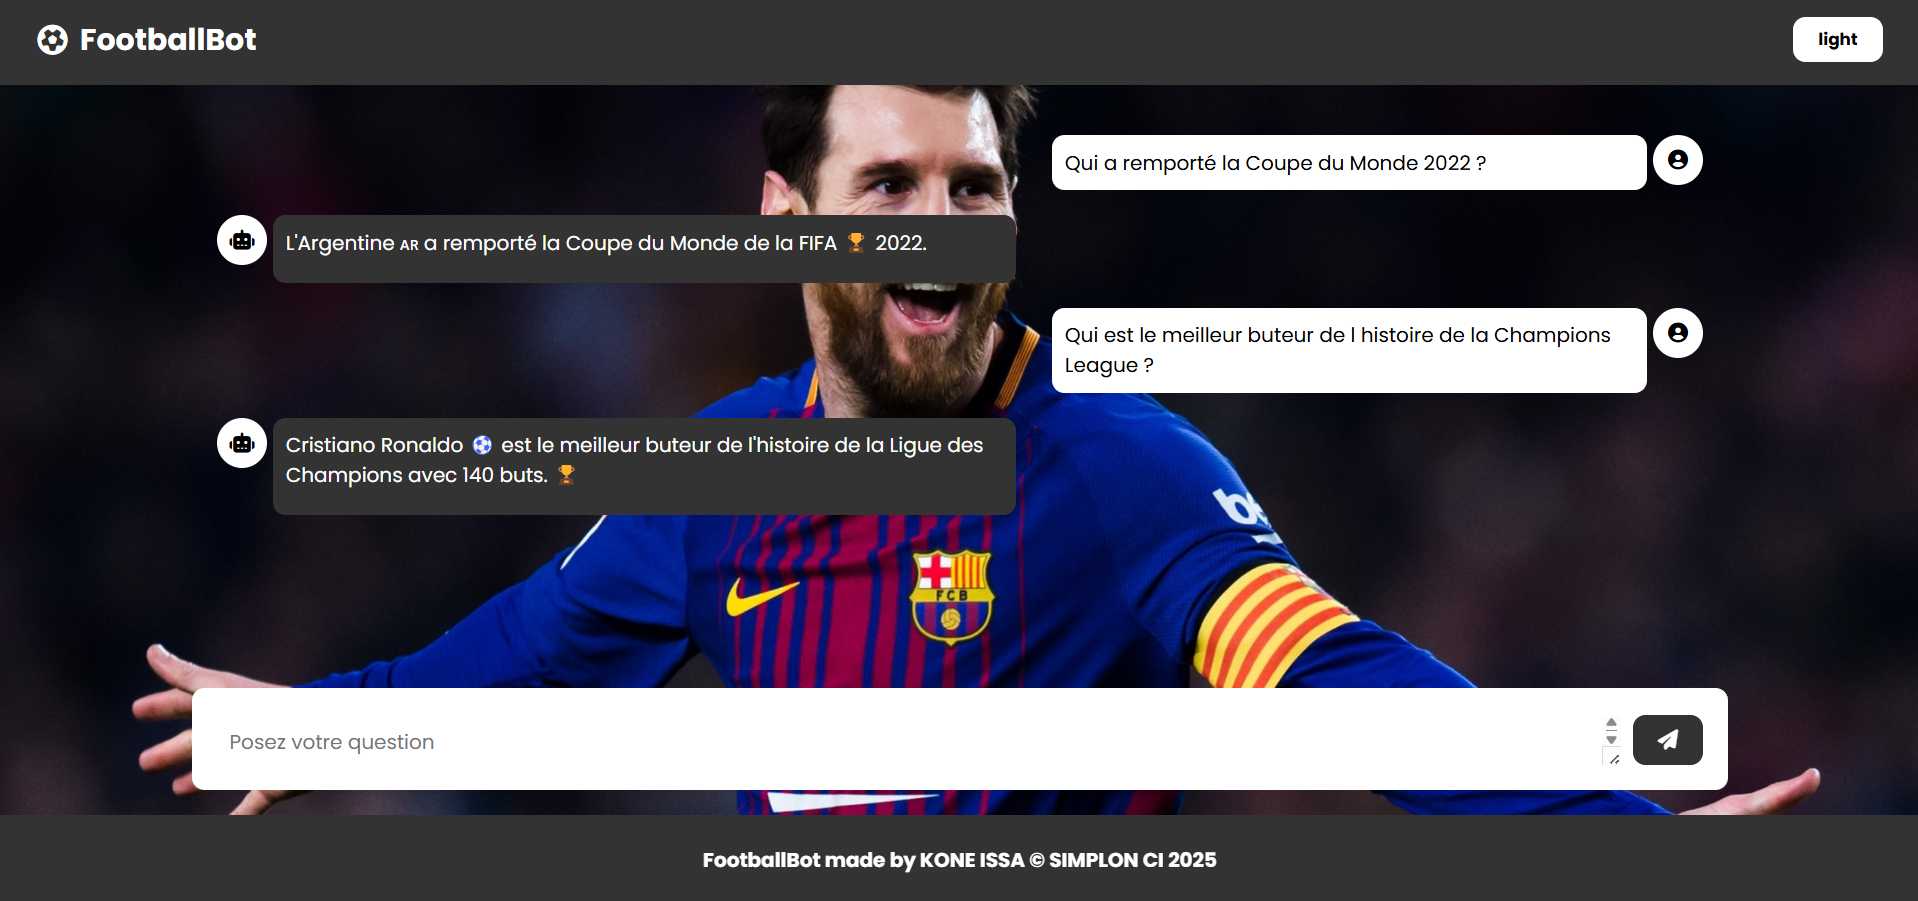 FootballBot
light
Qui a remporté la Coupe du Monde 2022 ?
L'Argentine AR a remporté la Coupe du Monde de la FIFA 🏆 2022.
Qui est le meilleur buteur de l histoire de la Champions
League ?
Cristiano Ronaldo ⚽ est le meilleur buteur de l'histoire de la Ligue des
Champions avec 140 buts. 🏆
FCB
Posez votre question
FootballBot made by KONE ISSA © SIMPLON CI 2025